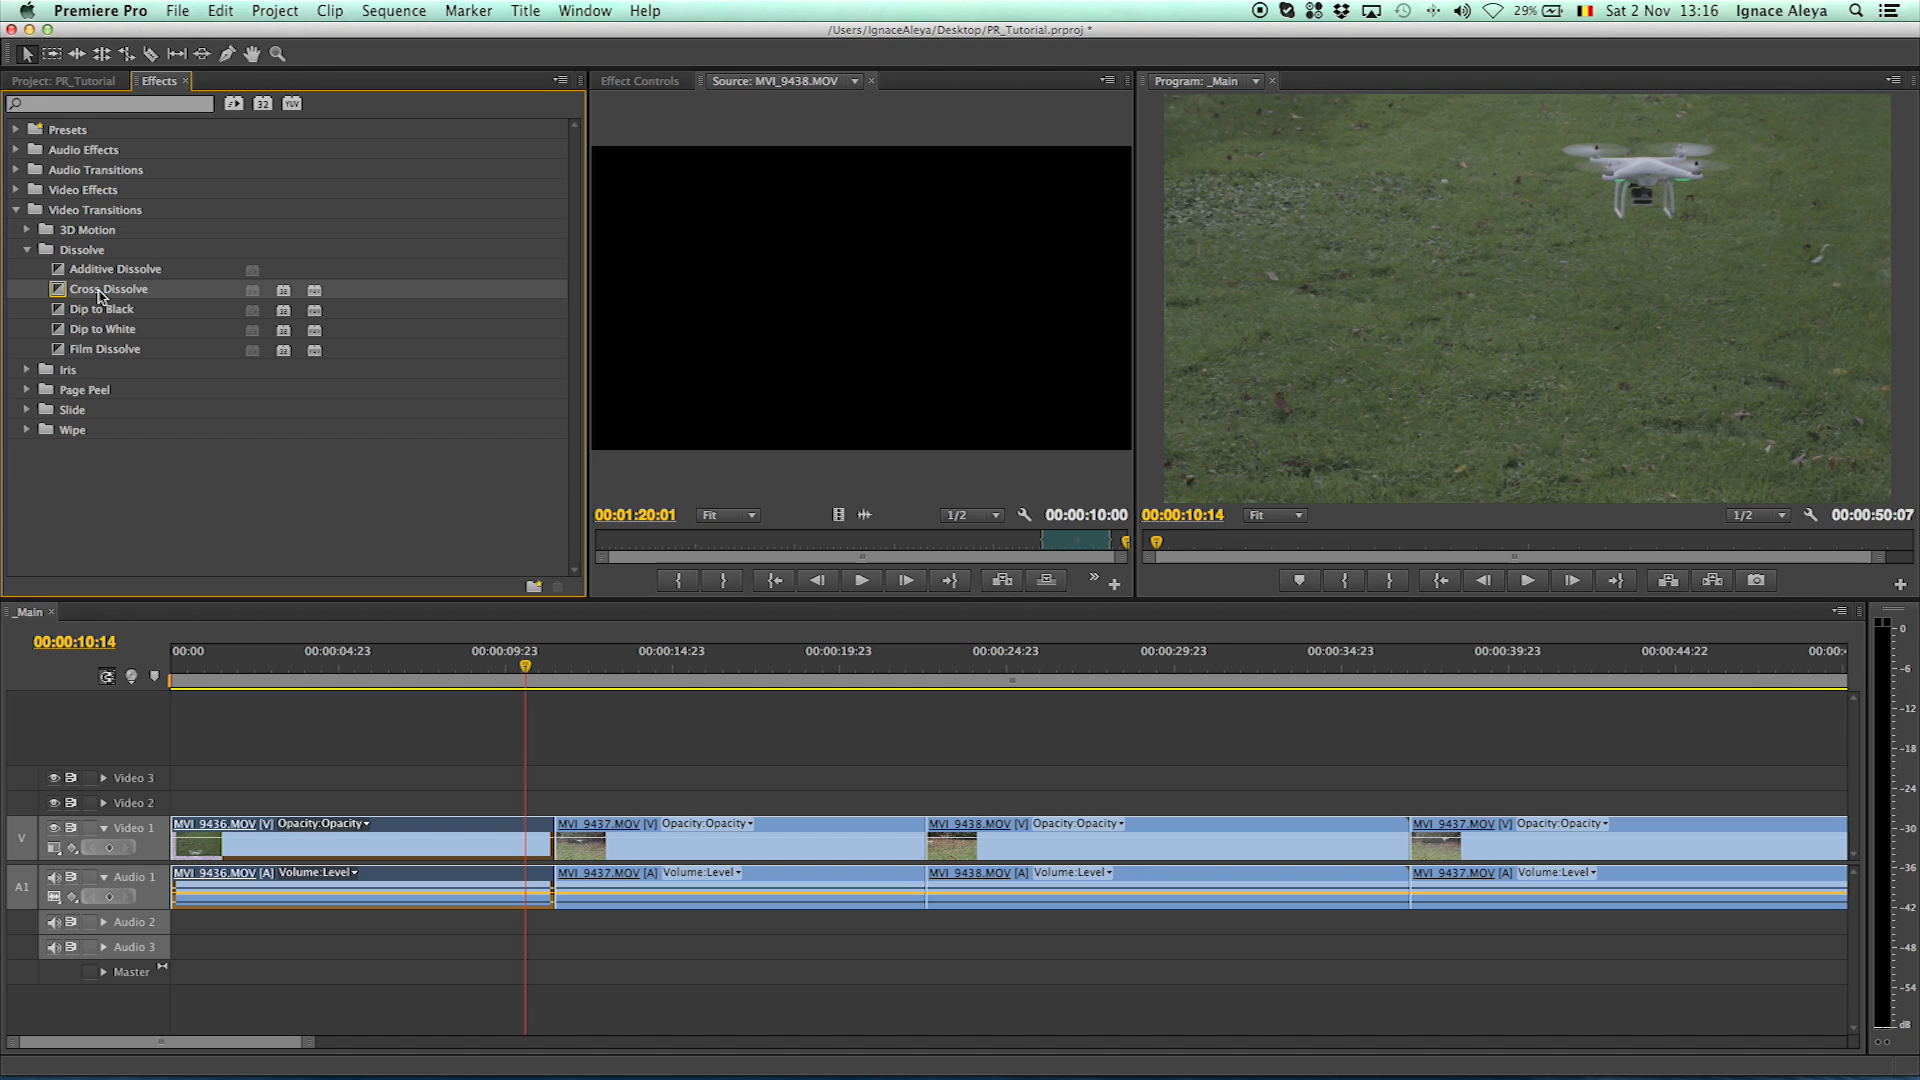 Premiere Pro File Edit Project Clip Sequence Marker Title Window Help 29% Sat 2 Nov 13:16 Ignace Aleya
/Users/IgnaceAleya/Desktop/PR_Tutorial.prproj *
Project: PR_Tutorial Effects × Effect Controls Source: MVI_9438.MOV × Program: _Main ×
32 YUV
Presets
Audio Effects
Audio Transitions
Video Effects
Video Transitions
3D Motion
Dissolve
Additive Dissolve
Cross Dissolve
Dip to Black
Dip to White
Film Dissolve
Iris
Page Peel
Slide
Wipe
00:01:20:01 Fit 1/2 00:00:10:00 00:00:10:14 Fit 1/2 00:00:50:07
_Main ×
00:00:10:14
00:00 00:00:04:23 00:00:09:23 00:00:14:23 00:00:19:23 00:00:24:23 00:00:29:23 00:00:34:23 00:00:39:23 00:00:44:22
Video 3
Video 2
V Video 1 MVI_9436.MOV [V] Opacity:Opacity MVI_9437.MOV [V] Opacity:Opacity MVI_9438.MOV [V] Opacity:Opacity MVI_9437.MOV [V] Opacity:Opacity
A1 Audio 1 MVI_9436.MOV [A] Volume:Level MVI_9437.MOV [A] Volume:Level MVI_9438.MOV [A] Volume:Level MVI_9437.MOV [A] Volume:Level
Audio 2
Audio 3
Master
0
-6
-12
-18
-24
-30
-36
-42
-48
-54
dB